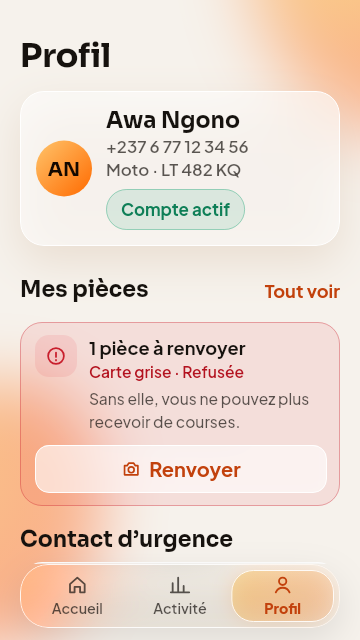 Profil
AN
Awa Ngono
+237 6 77 12 34 56
Moto · LT 482 KQ
Compte actif
Mes pièces
Tout voir
1 pièce à renvoyer
Carte grise · Refusée
Sans elle, vous ne pouvez plus
recevoir de courses.
Renvoyer
Contact d’urgence
Accueil
Activité
Profil